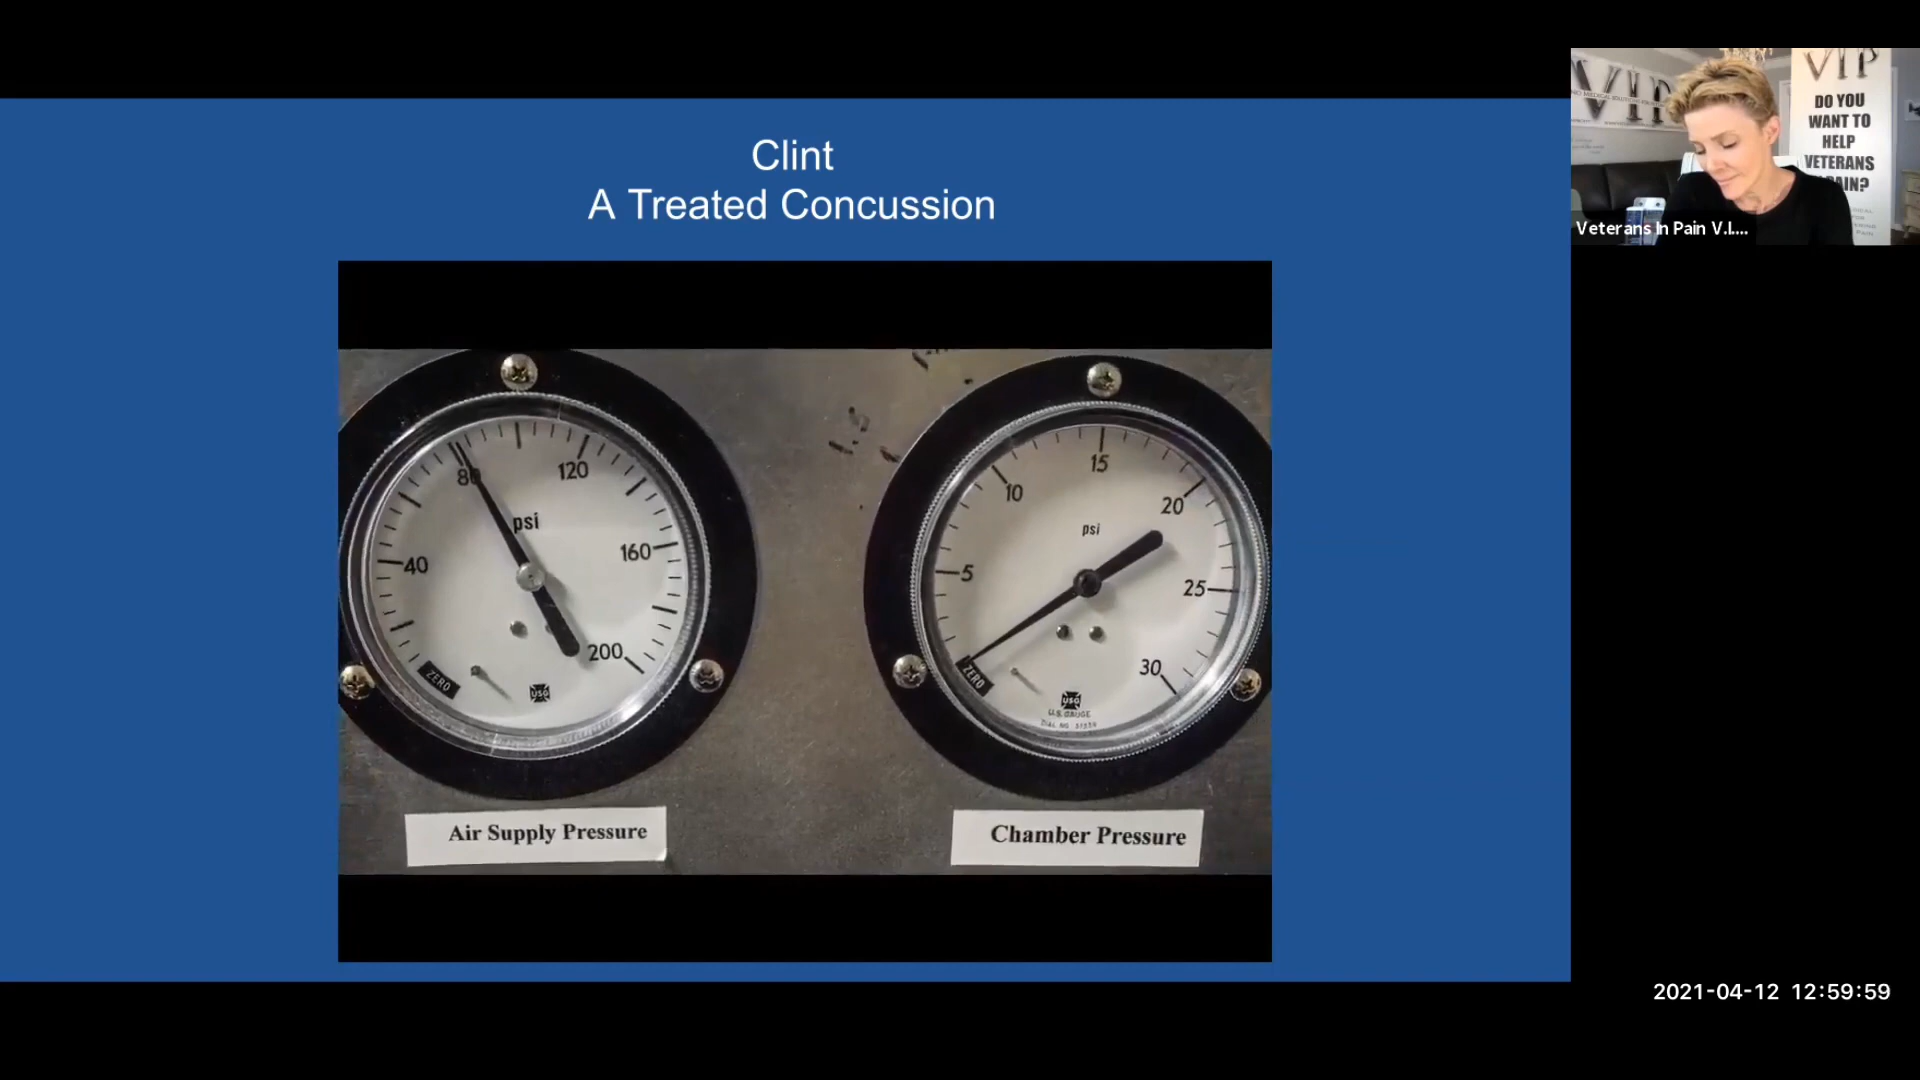 Clint
A Treated Concussion
80
120
psi
40
160
200
ZERO
USG
Air Supply Pressure
15
10
20
psi
5
25
30
ZERO
USG
U.S. GAUGE
Chamber Pressure
VIP
VIP
DO YOU
WANT TO
HELP
VETERANS
PAIN?
Veterans In Pain V.I....
2021-04-12 12:59:59